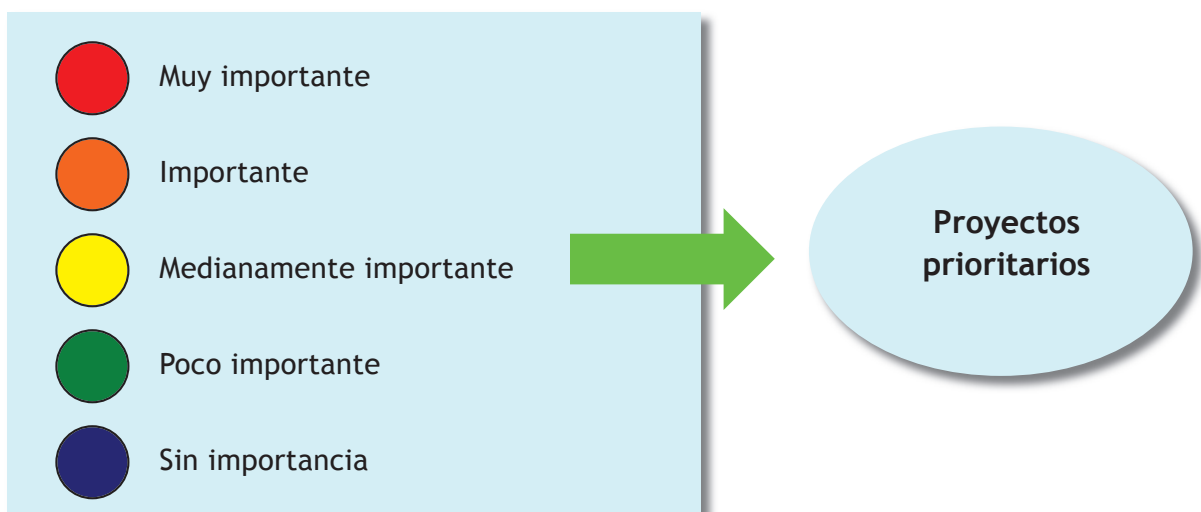 Muy importante
Importante
Medianamente importante
Poco importante
Sin importancia
Proyectos
prioritarios